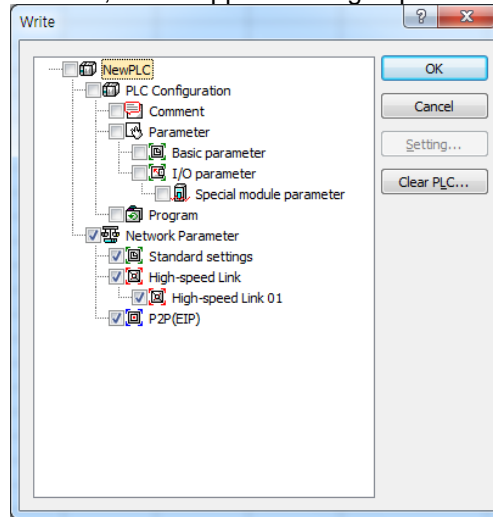 Write
NewPLC
OK
PLC Configuration
Comment
Cancel
Parameter
Basic parameter
Setting...
I/O parameter
Special module parameter
Clear PLC...
Program
Network Parameter
Standard settings
High-speed Link
High-speed Link 01
P2P(EIP)